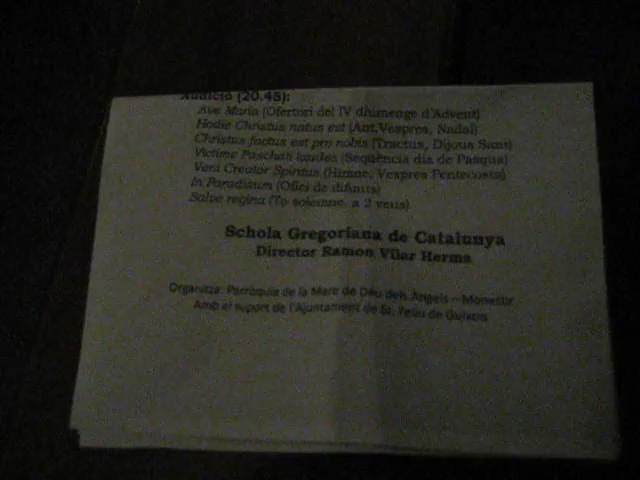 Audició (20.45):
Ave Maria (Ofertori del IV diumenge d'Advent)
Hodie Christus natus est (Ant. Vespres, Nadal)
Christus factus est pro nobis (Tractus, Dijous Sant)
Victime Paschali laudes (Seqüència dia de Pasqua)
Veni Creator Spiritus (Himne, Vespres Pentecosta)
In Paradisum (Ofici de difunts)
Salve regina (To solemne, a 2 veus)
Schola Gregoriana de Catalunya
Director Ramon Vilar Herms
Organitza: Parròquia de la Mare de Déu dels Àngels – Monestir
Amb el suport de l'Ajuntament de St. Feliu de Guíxols